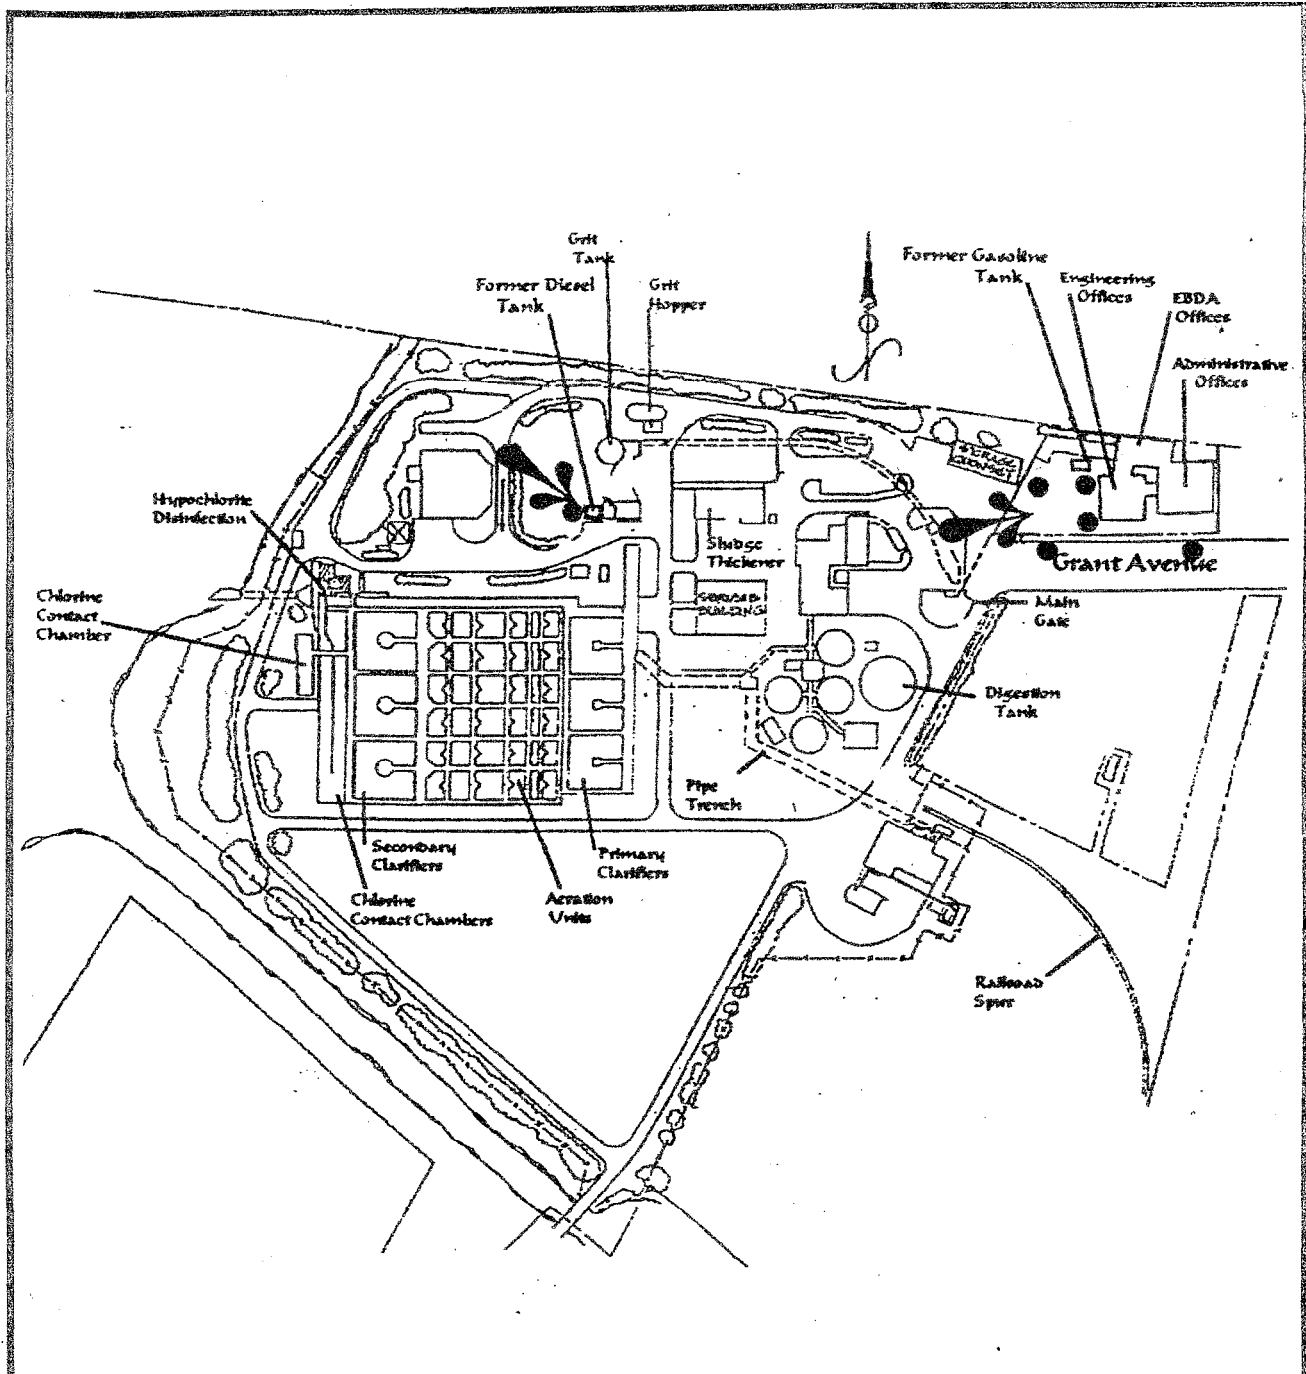 Grit
Tank
Former Diesel
Tank
Grit
Hopper
Former Gasoline
Tank
Engineering
Offices
EBDA
Offices
Administrative
Offices
Hypochlorite
Disinfection
Sludge
Thickener
Grant Avenue
Chlorine
Contact
Chamber
BUILDING
Main
Gate
Digestion
Tank
Pipe
Trench
Secondary
Clarifiers
Primary
Clarifiers
Chlorine
Contact Chambers
Aeration
Units
Railroad
Spur